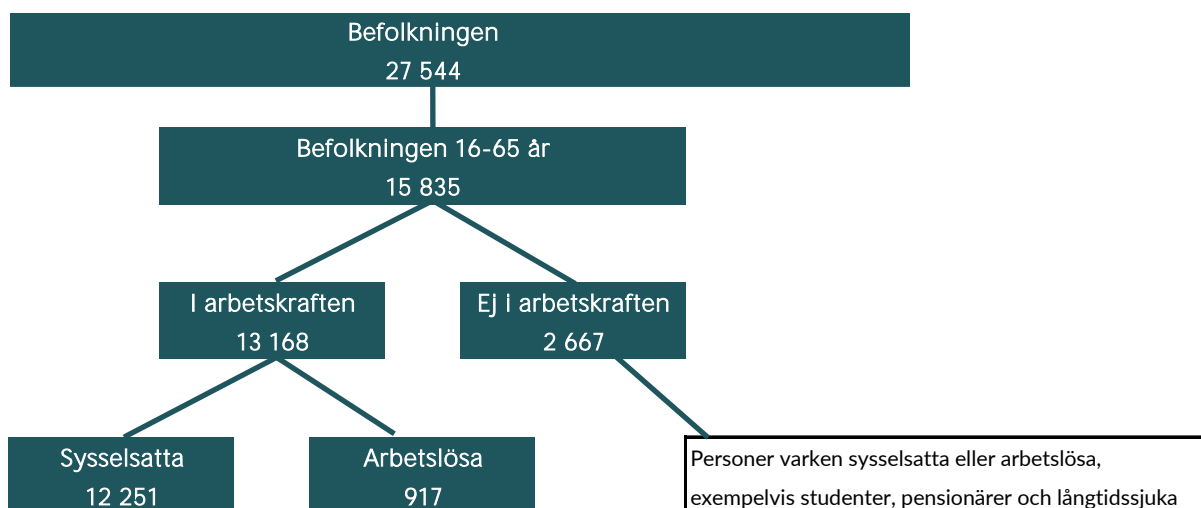 Befolkningen
27 544
Befolkningen 16-65 år
15 835
I arbetskraften
13 168
Ej i arbetskraften
2 667
Sysselsatta
12 251
Arbetslösa
917
Personer varken sysselsatta eller arbetslösa,
exempelvis studenter, pensionärer och långtidssjuka